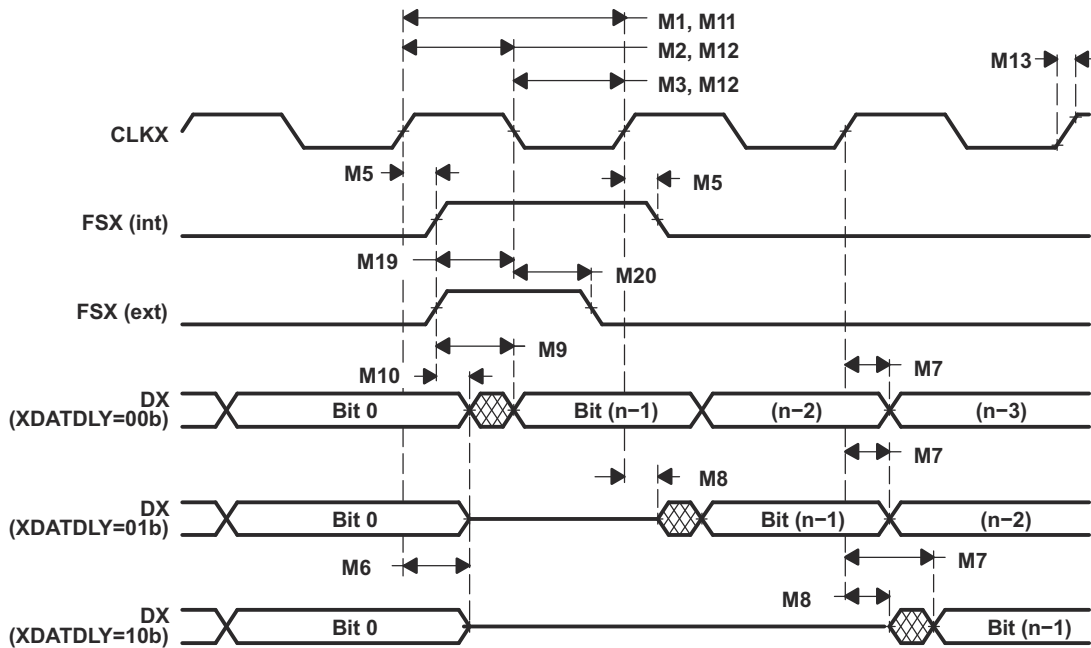 M1, M11
M2, M12
M13
M3, M12
CLKX
M5
M5
FSX (int)
M19
M20
FSX (ext)
M9
M10
M7
DX
(XDATDLY=00b)
Bit 0
Bit (n−1)
(n−2)
(n−3)
M7
M8
DX
(XDATDLY=01b)
Bit 0
Bit (n−1)
(n−2)
M6
M7
M8
DX
(XDATDLY=10b)
Bit 0
Bit (n−1)